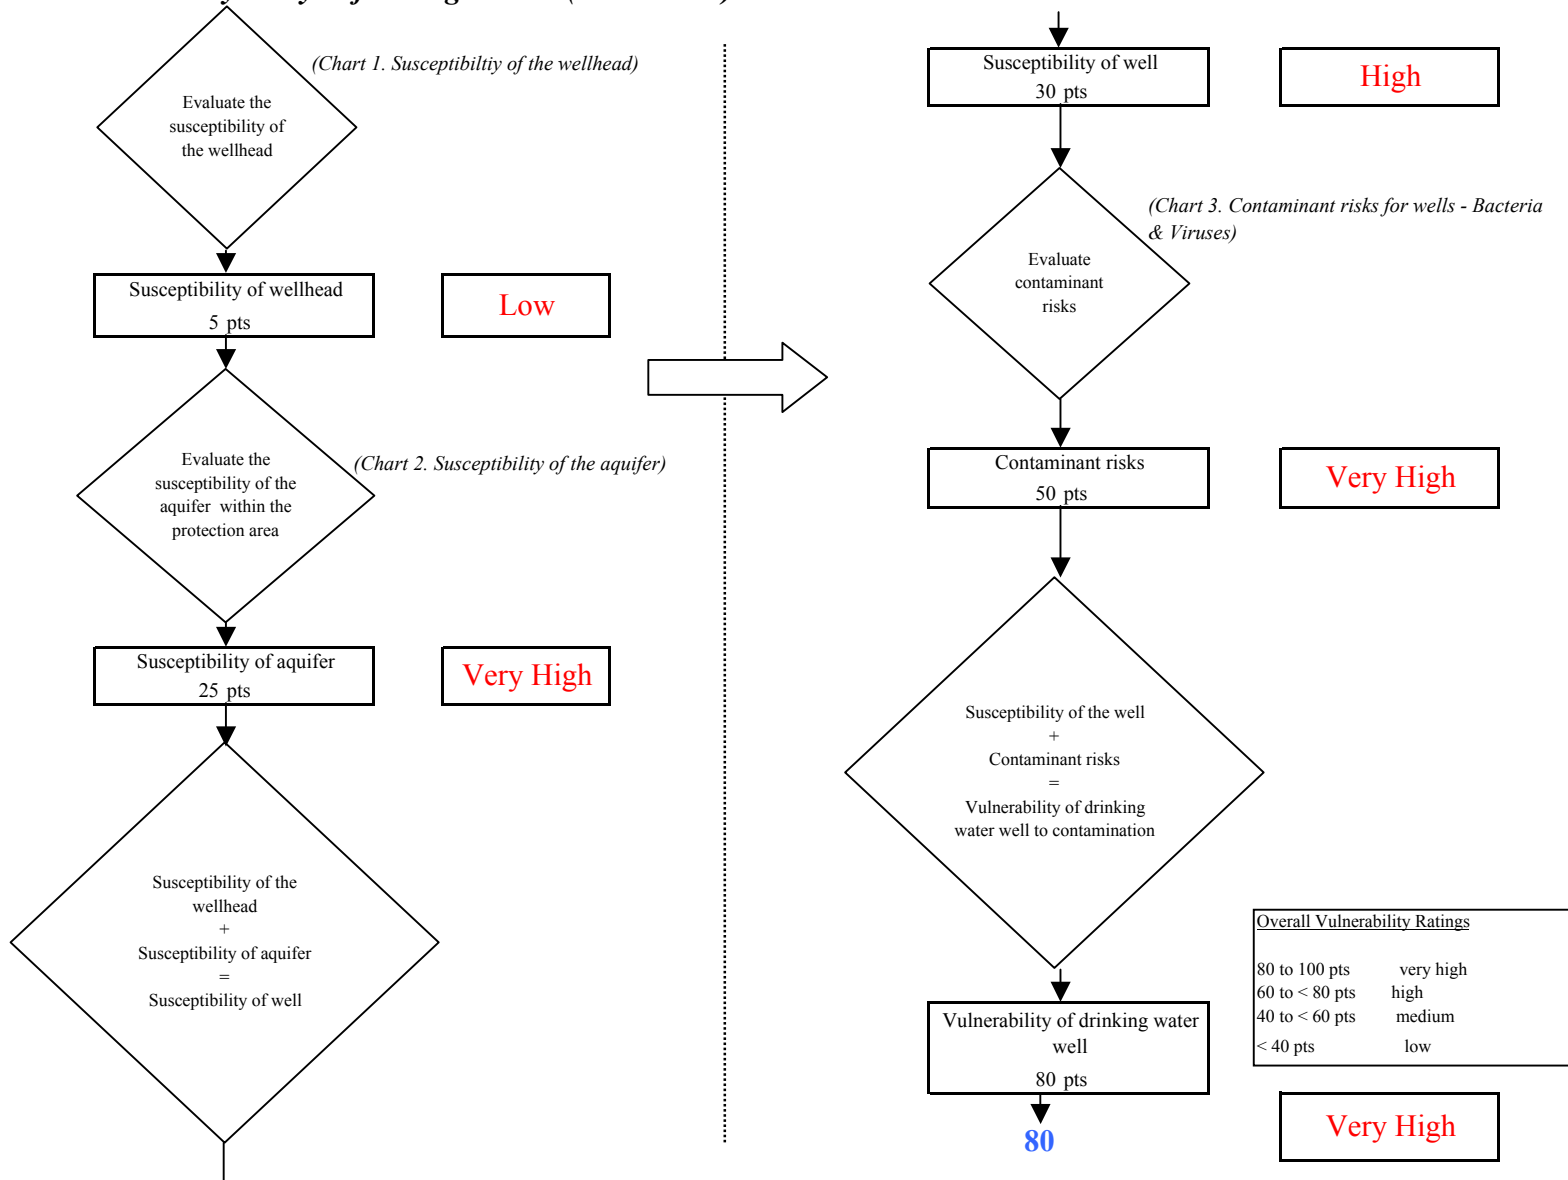 (Chart 1. Susceptibiltiy of the wellhead)
Evaluate the
susceptibility of
the wellhead
Susceptibility of wellhead
5 pts
Low
Evaluate the
susceptibility of the
aquifer within the
protection area
(Chart 2. Susceptibility of the aquifer)
Susceptibility of aquifer
25 pts
Very High
Susceptibility of the
wellhead
+
Susceptibility of aquifer
=
Susceptibility of well
Susceptibility of well
30 pts
High
(Chart 3. Contaminant risks for wells - Bacteria
& Viruses)
Evaluate
contaminant
risks
Contaminant risks
50 pts
Very High
Susceptibility of the well
+
Contaminant risks
=
Vulnerability of drinking
water well to contamination
Overall Vulnerability Ratings
80 to 100 pts very high
60 to < 80 pts high
40 to < 60 pts medium
< 40 pts low
Vulnerability of drinking water
well
80 pts
80
Very High